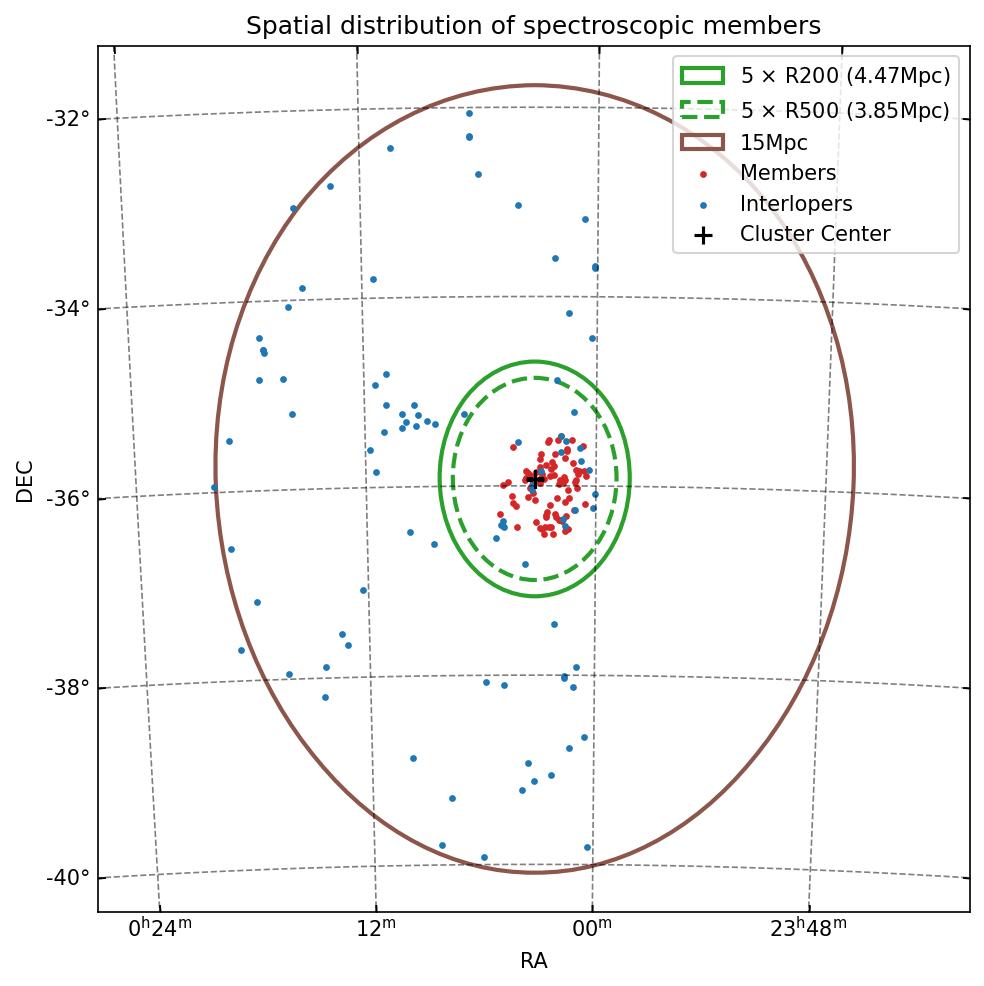 Spatial distribution of spectroscopic members
5 × R200 (4.47Mpc)
5 × R500 (3.85Mpc)
15Mpc
Members
Interlopers
Cluster Center
-32°
-34°
-36°
-38°
-40°
DEC
0ʰ24ᵐ 12ᵐ 00ᵐ 23ʰ48ᵐ
RA